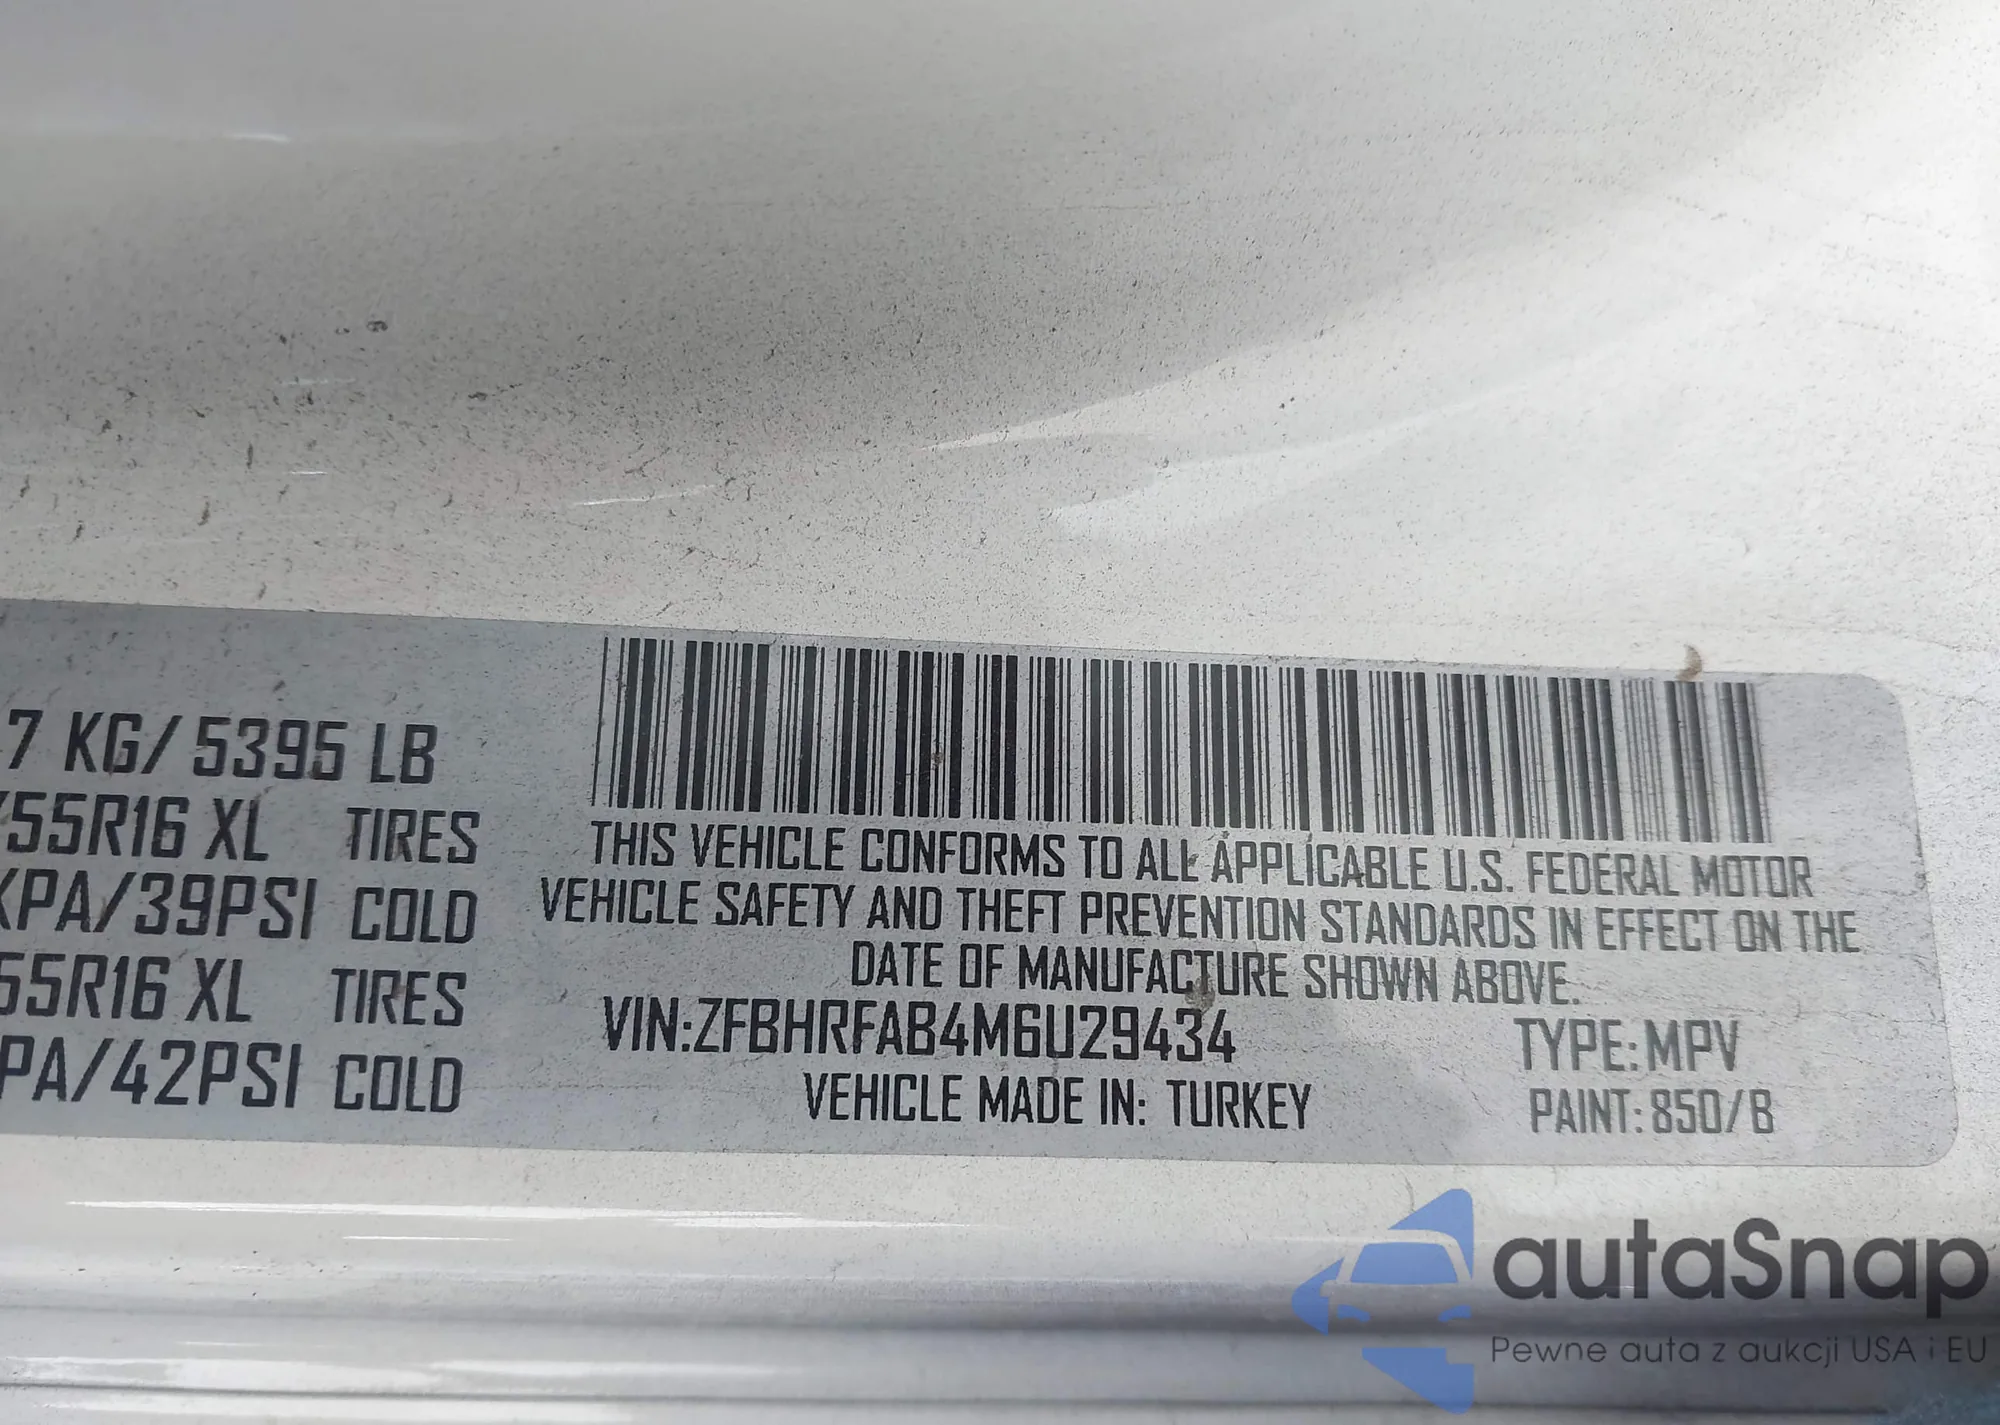 7 KG/ 5395 LB
55R16 XL TIRES
KPA/39PSI COLD
55R16 XL TIRES
PA/42PSI COLD
THIS VEHICLE CONFORMS TO ALL APPLICABLE U.S. FEDERAL MOTOR
VEHICLE SAFETY AND THEFT PREVENTION STANDARDS IN EFFECT ON THE
DATE OF MANUFACTURE SHOWN ABOVE.
VIN:ZFBHRFAB4M6U29434
TYPE:MPV
VEHICLE MADE IN: TURKEY
PAINT:850/B
autaSnap
Pewne auta z aukcji USA i EU